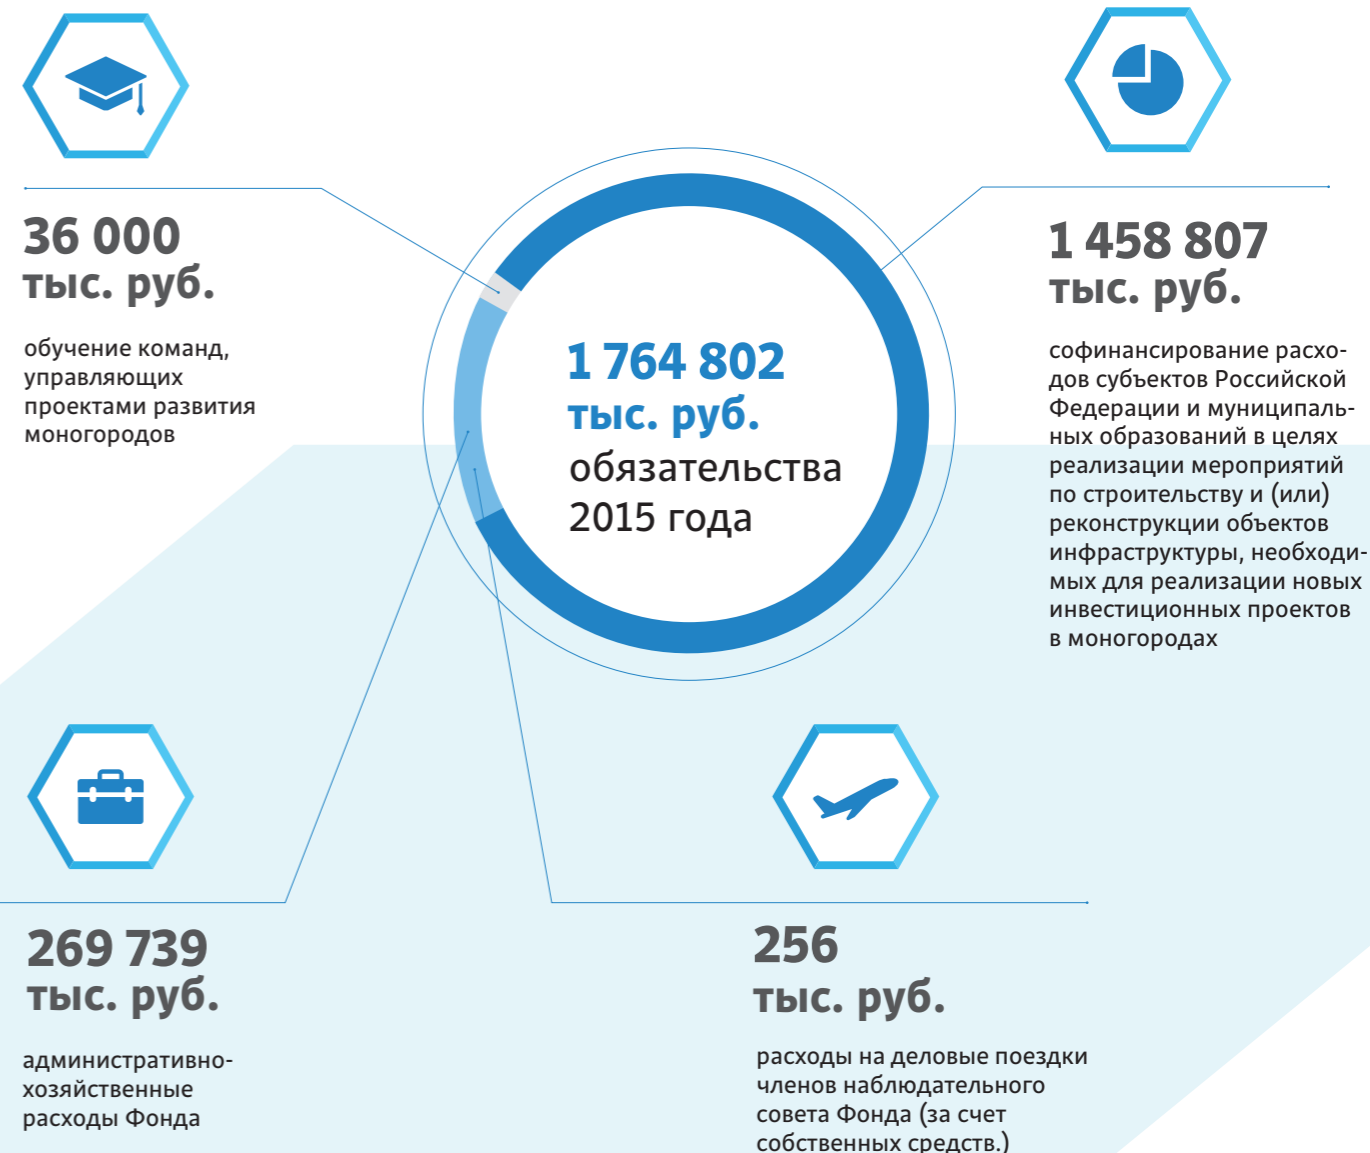 36 000
тыс. руб.
обучение команд,
управляющих
проектами развития
моногородов
1 764 802
тыс. руб.
обязательства
2015 года
1 458 807
тыс. руб.
софинансирование расхо-
дов субъектов Российской
Федерации и муниципаль-
ных образований в целях
реализации мероприятий
по строительству и (или)
реконструкции объектов
инфраструктуры, необходи-
мых для реализации новых
инвестиционных проектов
в моногородах
269 739
тыс. руб.
административно-
хозяйственные
расходы Фонда
256
тыс. руб.
расходы на деловые поездки
членов наблюдательного
совета Фонда (за счет
собственных средств.)